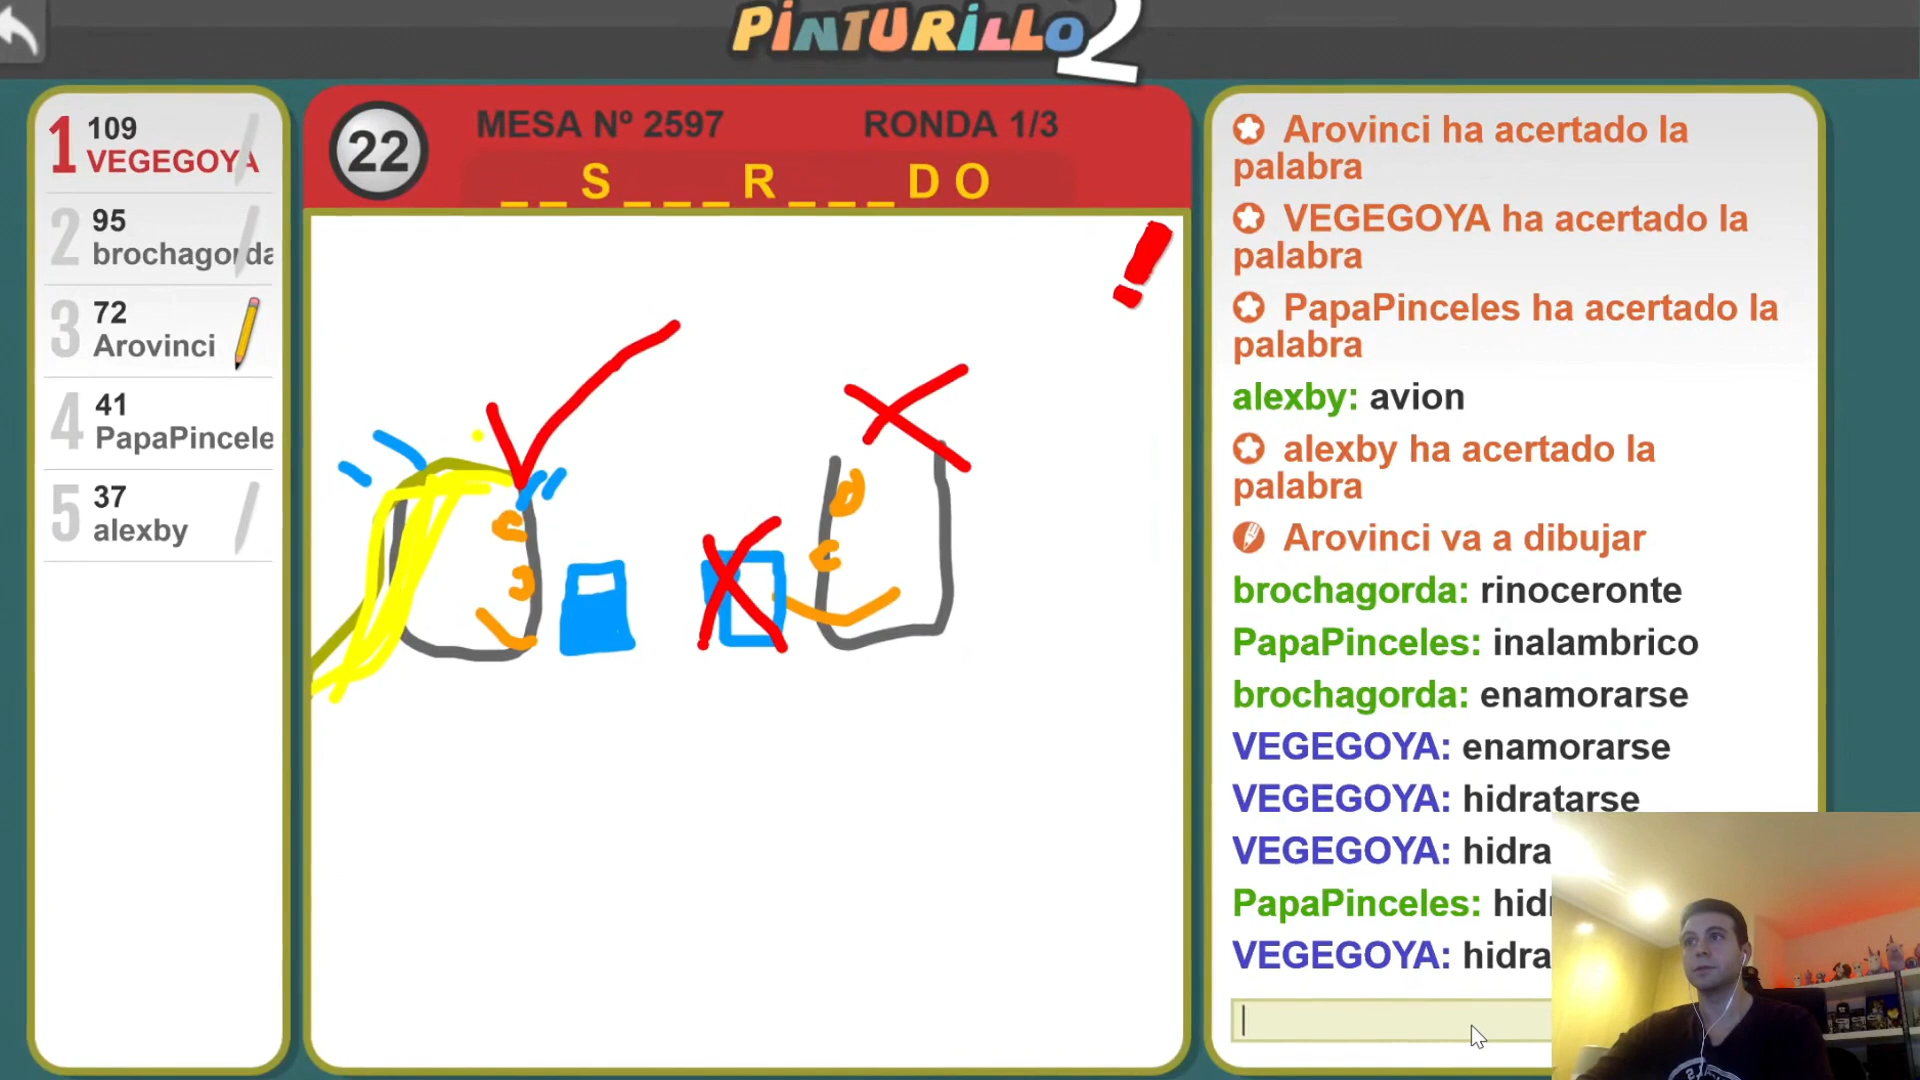 PINTURILLO 2
1 109
VEGEGOYA
2 95
brochagorda
3 72
Arovinci
4 41
PapaPincele
5 37
alexby
22
MESA Nº 2597
RONDA 1/3
_ _ S _ _ _ R _ _ _ D O
!
Arovinci ha acertado la
palabra
VEGEGOYA ha acertado la
palabra
PapaPinceles ha acertado la
palabra
alexby: avion
alexby ha acertado la
palabra
Arovinci va a dibujar
brochagorda: rinoceronte
PapaPinceles: inalambrico
brochagorda: enamorarse
VEGEGOYA: enamorarse
VEGEGOYA: hidratarse
VEGEGOYA: hidra
PapaPinceles:
VEGEGOYA: hidra